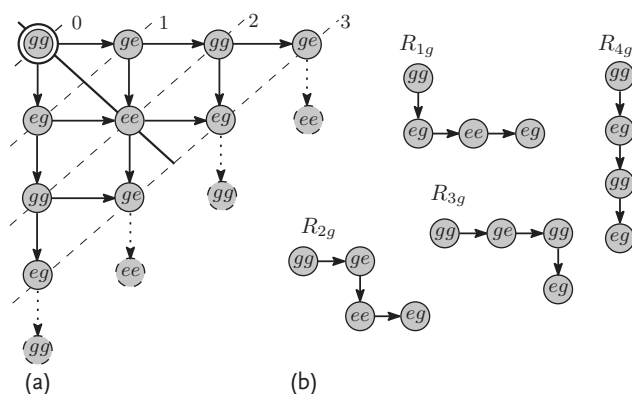 0 1 2 3
gg ge gg ge
eg ee eg ee
gg ge gg
eg ee
gg
(a)
R1g
gg
eg ee eg
R2g
gg ge
ee eg
R3g
gg ge gg
eg
R4g
gg
eg
gg
eg
(b)